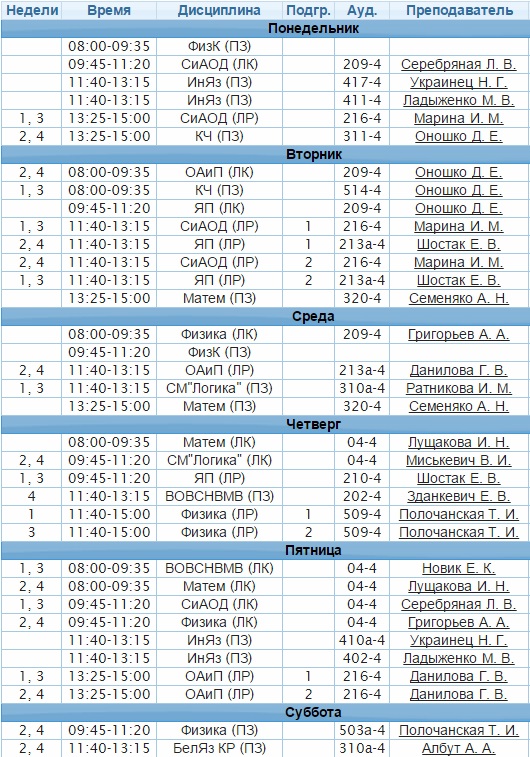 Недели Время Дисциплина Подгр. Ауд. Преподаватель
Понедельник
08:00-09:35 ФизК (ПЗ)
09:45-11:20 СиАОД (ЛК) 209-4 Серебряная Л. В.
11:40-13:15 ИнЯз (ПЗ) 417-4 Украинец Н. Г.
11:40-13:15 ИнЯз (ПЗ) 411-4 Ладыженко М. В.
1, 3 13:25-15:00 СиАОД (ЛР) 216-4 Марина И. М.
2, 4 13:25-15:00 КЧ (ПЗ) 311-4 Оношко Д. Е.
Вторник
2, 4 08:00-09:35 ОАиП (ЛК) 209-4 Оношко Д. Е.
1, 3 08:00-09:35 КЧ (ПЗ) 514-4 Оношко Д. Е.
09:45-11:20 ЯП (ЛК) 209-4 Оношко Д. Е.
1, 3 11:40-13:15 СиАОД (ЛР) 1 216-4 Марина И. М.
2, 4 11:40-13:15 ЯП (ЛР) 1 213а-4 Шостак Е. В.
2, 4 11:40-13:15 СиАОД (ЛР) 2 216-4 Марина И. М.
1, 3 11:40-13:15 ЯП (ЛР) 2 213а-4 Шостак Е. В.
13:25-15:00 Матем (ПЗ) 320-4 Семеняко А. Н.
Среда
08:00-09:35 Физика (ЛК) 209-4 Григорьев А. А.
09:45-11:20 ФизК (ПЗ)
2, 4 11:40-13:15 ОАиП (ЛР) 213а-4 Данилова Г. В.
1, 3 11:40-13:15 СМ"Логика" (ПЗ) 310а-4 Ратникова И. М.
13:25-15:00 Матем (ПЗ) 320-4 Семеняко А. Н.
Четверг
08:00-09:35 Матем (ЛК) 04-4 Лущакова И. Н.
2, 4 09:45-11:20 СМ"Логика" (ЛК) 04-4 Миськевич В. И.
1, 3 09:45-11:20 ЯП (ЛР) 210-4 Шостак Е. В.
4 11:40-13:15 ВОВСНВМВ (ПЗ) 202-4 Зданкевич Е. В.
1 11:40-15:00 Физика (ЛР) 1 509-4 Полочанская Т. И.
3 11:40-15:00 Физика (ЛР) 2 509-4 Полочанская Т. И.
Пятница
1, 3 08:00-09:35 ВОВСНВМВ (ЛК) 04-4 Новик Е. К.
2, 4 08:00-09:35 Матем (ЛК) 04-4 Лущакова И. Н.
1, 3 09:45-11:20 СиАОД (ЛК) 04-4 Серебряная Л. В.
2, 4 09:45-11:20 Физика (ЛК) 04-4 Григорьев А. А.
11:40-13:15 ИнЯз (ПЗ) 410а-4 Украинец Н. Г.
11:40-13:15 ИнЯз (ПЗ) 402-4 Ладыженко М. В.
1, 3 13:25-15:00 ОАиП (ЛР) 1 216-4 Данилова Г. В.
2, 4 13:25-15:00 ОАиП (ЛР) 2 216-4 Данилова Г. В.
Суббота
2, 4 09:45-11:20 Физика (ПЗ) 503а-4 Полочанская Т. И.
2, 4 11:40-13:15 БелЯз КР (ПЗ) 310а-4 Албут А. А.